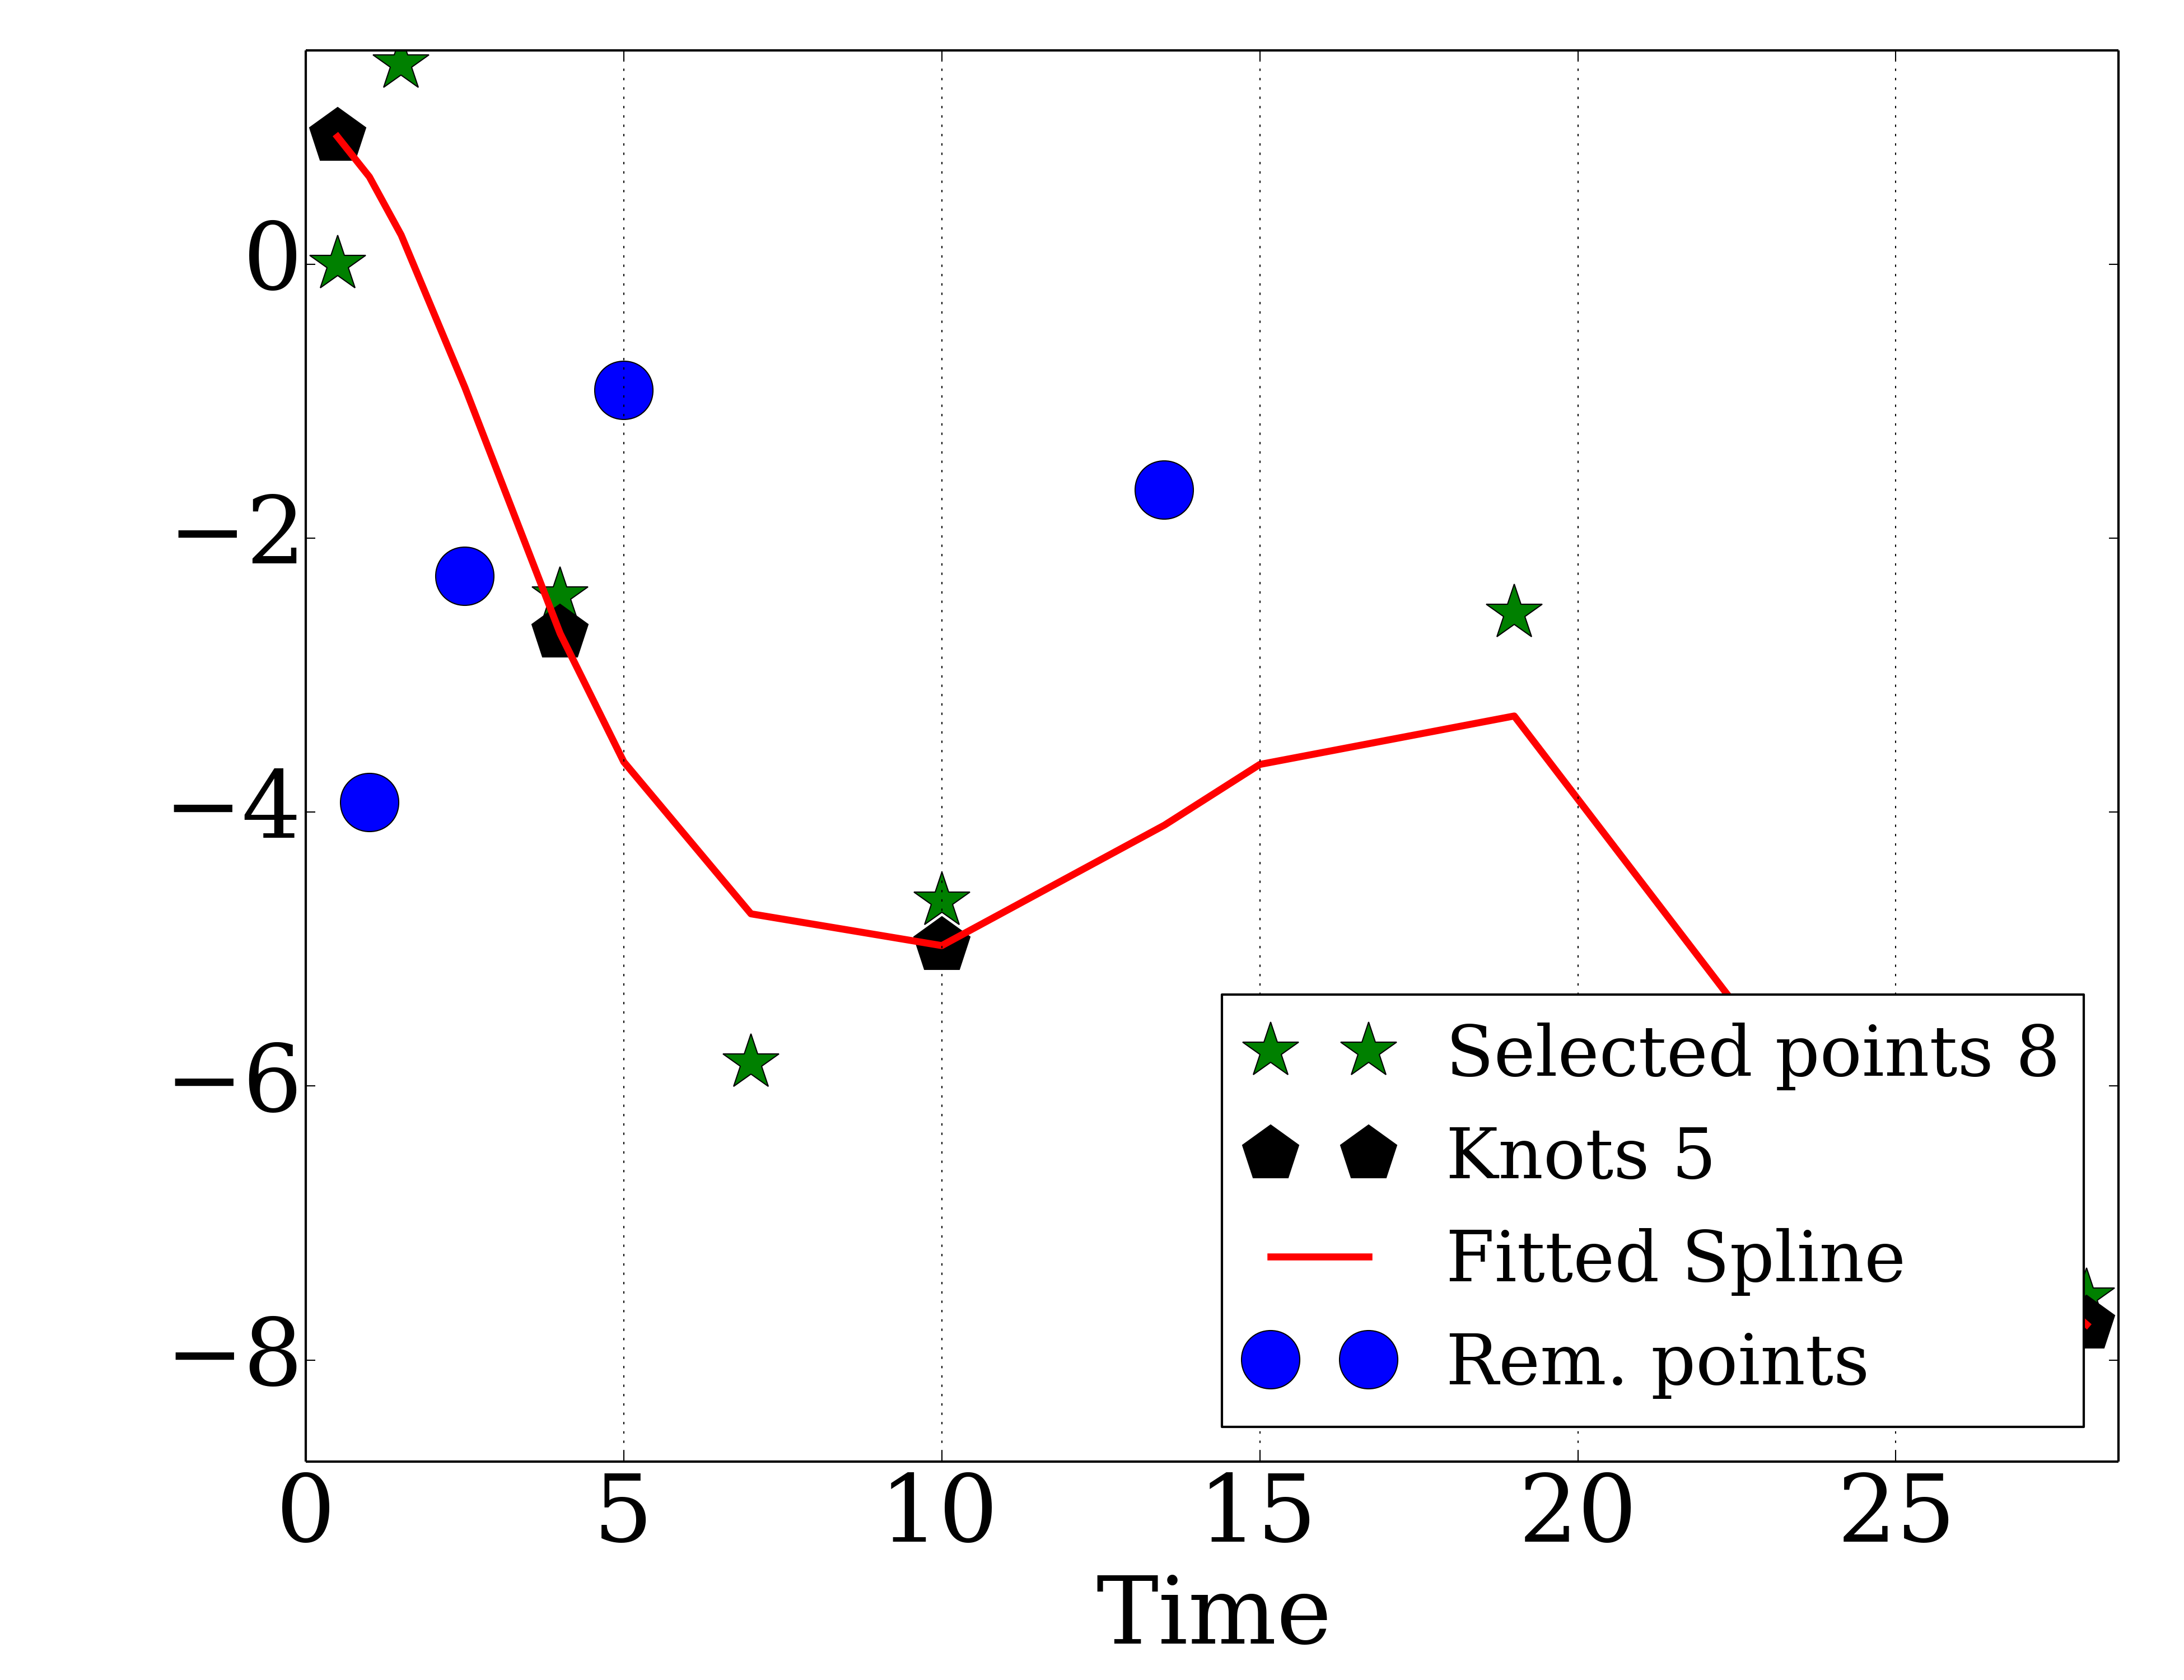 0
−2
−4
−6
−8
Selected points 8
Knots 5
Fitted Spline
Rem. points
0 5 10 15 20 25
Time